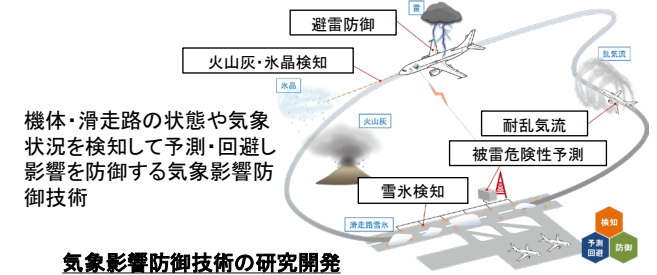 雷
避雷防御
火山灰・氷晶検知
氷晶
乱気流
火山灰
耐乱気流
被雷危険性予測
機体・滑走路の状態や気象
状況を検知して予測・回避し
影響を防御する気象影響防
御技術
雪氷検知
滑走路雪氷
検知
予測
回避
防御
気象影響防御技術の研究開発